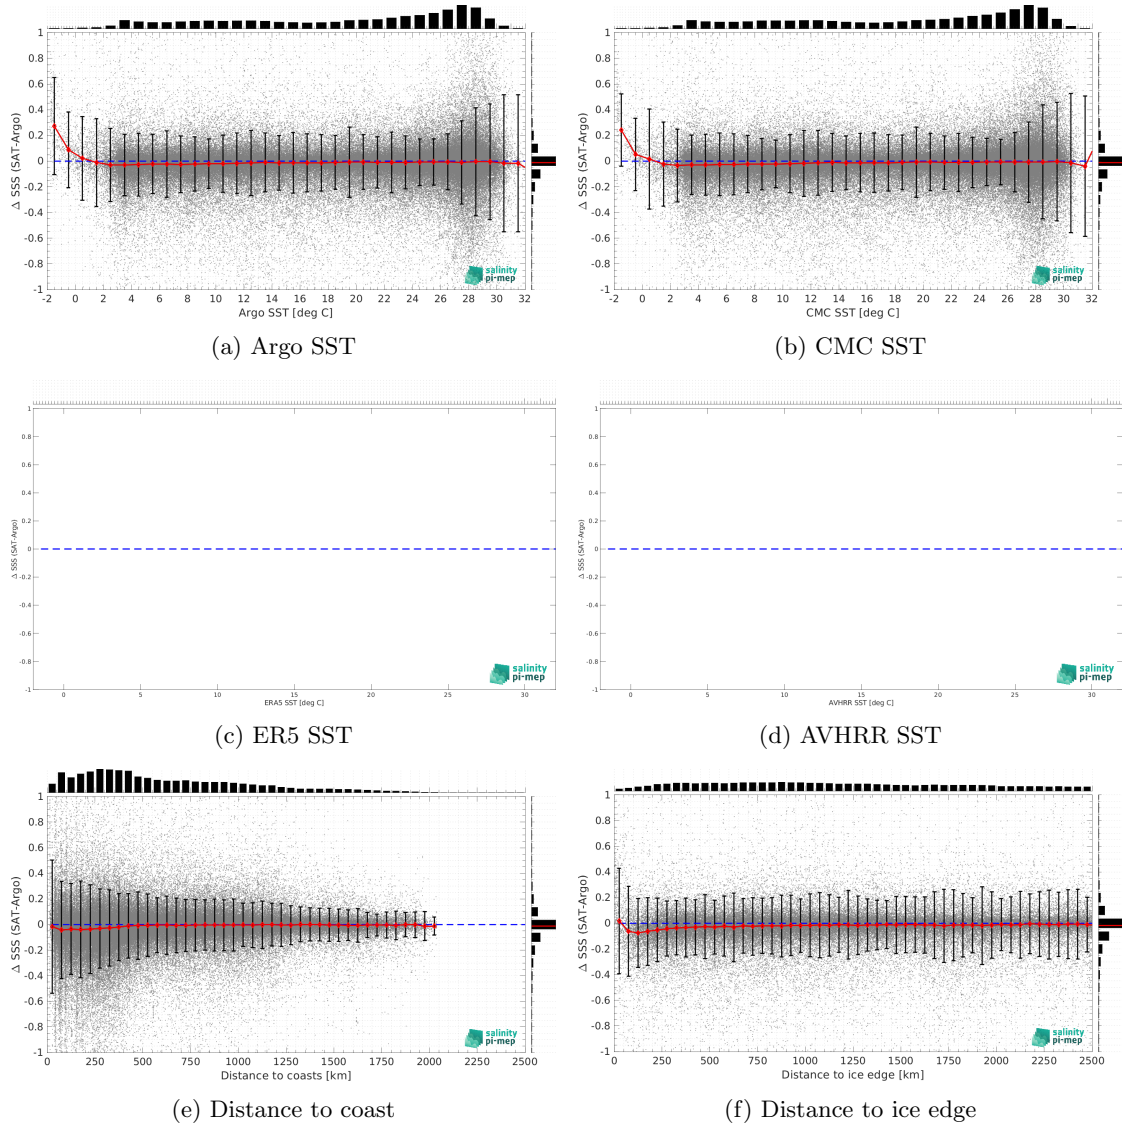 1
0.8
0.6
0.4
0.2
0
-0.2
-0.4
-0.6
-0.8
-1
Δ SSS (SAT-Argo)
salinity
pi-mep
-2 0 2 4 6 8 10 12 14 16 18 20 22 24 26 28 30 32
Argo SST [deg C]
(a) Argo SST
1
0.8
0.6
0.4
0.2
0
-0.2
-0.4
-0.6
-0.8
-1
Δ SSS (SAT-Argo)
salinity
pi-mep
-2 0 2 4 6 8 10 12 14 16 18 20 22 24 26 28 30 32
CMC SST [deg C]
(b) CMC SST
1
0.8
0.6
0.4
0.2
0
-0.2
-0.4
-0.6
-0.8
-1
Δ SSS (SAT-Argo)
salinity
pi-mep
0 5 10 15 20 25 30
ERA5 SST [deg C]
(c) ER5 SST
1
0.8
0.6
0.4
0.2
0
-0.2
-0.4
-0.6
-0.8
-1
Δ SSS (SAT-Argo)
salinity
pi-mep
0 5 10 15 20 25 30
AVHRR SST [deg C]
(d) AVHRR SST
1
0.8
0.6
0.4
0.2
0
-0.2
-0.4
-0.6
-0.8
-1
Δ SSS (SAT-Argo)
salinity
pi-mep
0 250 500 750 1000 1250 1500 1750 2000 2250 2500
Distance to coasts [km]
(e) Distance to coast
1
0.8
0.6
0.4
0.2
0
-0.2
-0.4
-0.6
-0.8
-1
Δ SSS (SAT-Argo)
salinity
pi-mep
0 250 500 750 1000 1250 1500 1750 2000 2250 2500
Distance to ice edge [km]
(f) Distance to ice edge